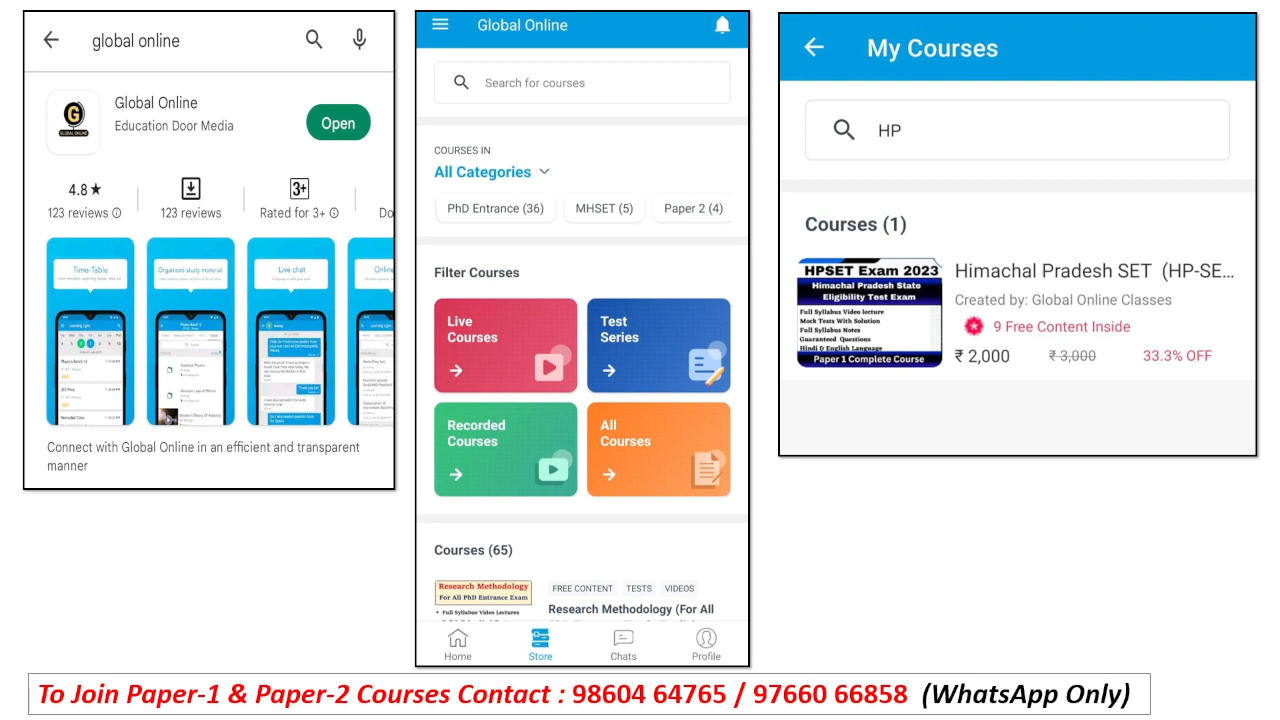 global online
GLOBAL ONLINE
Global Online
Education Door Media
Open
4.8★
123 reviews
123 reviews
3+
Rated for 3+
Do
Time-Table
Organised study material
Live chat
Online
Connect with Global Online in an efficient and transparent
manner
Global Online
Search for courses
COURSES IN
All Categories
PhD Entrance (36)
MHSET (5)
Paper 2 (4)
Filter Courses
Live
Courses
Test
Series
Recorded
Courses
All
Courses
Courses (65)
Research Methodology
For All PhD Entrance Exam
• Full Syllabus Video Lectures
FREE CONTENT TESTS VIDEOS
Research Methodology (For All
Home
Store
Chats
Profile
My Courses
HP
Courses (1)
HPSET Exam 2023
Himachal Pradesh State
Eligibility Test Exam
Full Syllabus Video lecture
Mock Tests With Solution
Full Syllabus Notes
Guaranteed Questions
Hindi & English Language
Paper 1 Complete Course
Himachal Pradesh SET (HP-SE...
Created by: Global Online Classes
9 Free Content Inside
₹ 2,000 ₹ 3,000 33.3% OFF
To Join Paper-1 & Paper-2 Courses Contact : 98604 64765 / 97660 66858 (WhatsApp Only)